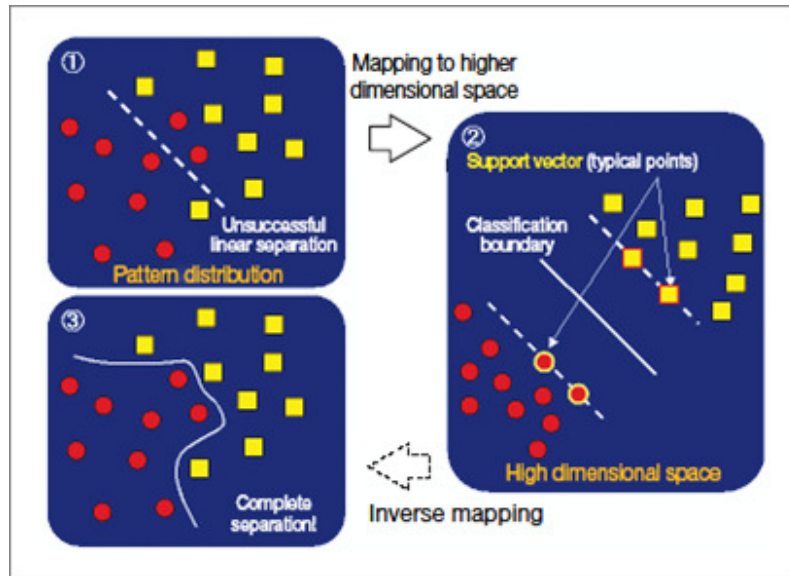 ①
Unsuccessful
linear separation
Pattern distribution
Mapping to higher
dimensional space
②
Support vector (typical points)
Classification
boundary
High dimensional space
Inverse mapping
③
Complete
separation!